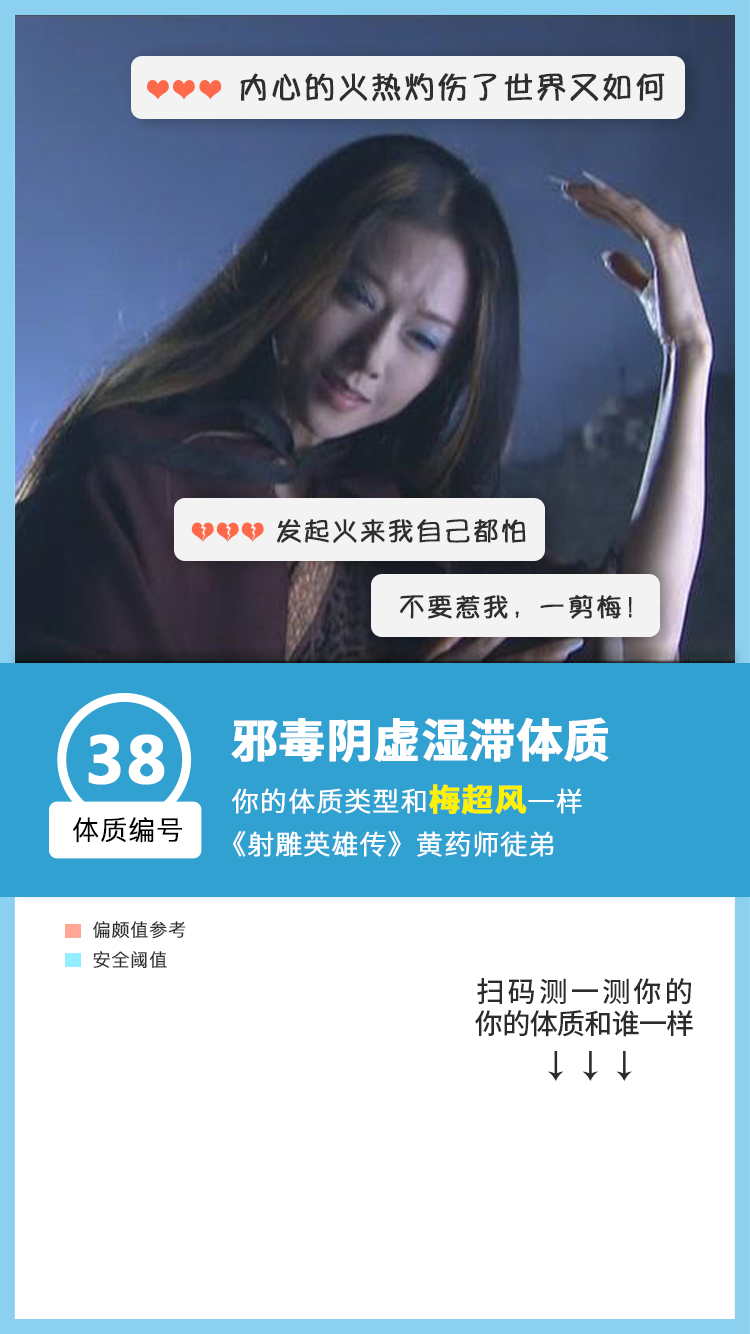 内心的火热灼伤了世界又如何
发起火来我自己都怕
不要惹我，一剪梅！
38
体质编号
邪毒阴虚湿滞体质
你的体质类型和梅超风一样
《射雕英雄传》黄药师徒弟
偏颇值参考
安全阈值
扫码测一测你的
你的体质和谁一样
↓ ↓ ↓